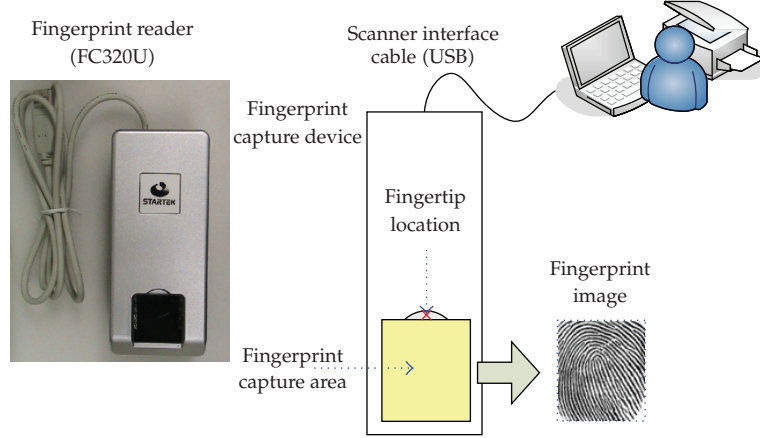 Fingerprint reader
(FC320U)
STARTEK
Scanner interface
cable (USB)
Fingerprint
capture device
Fingertip
location
Fingerprint
capture area
Fingerprint
image